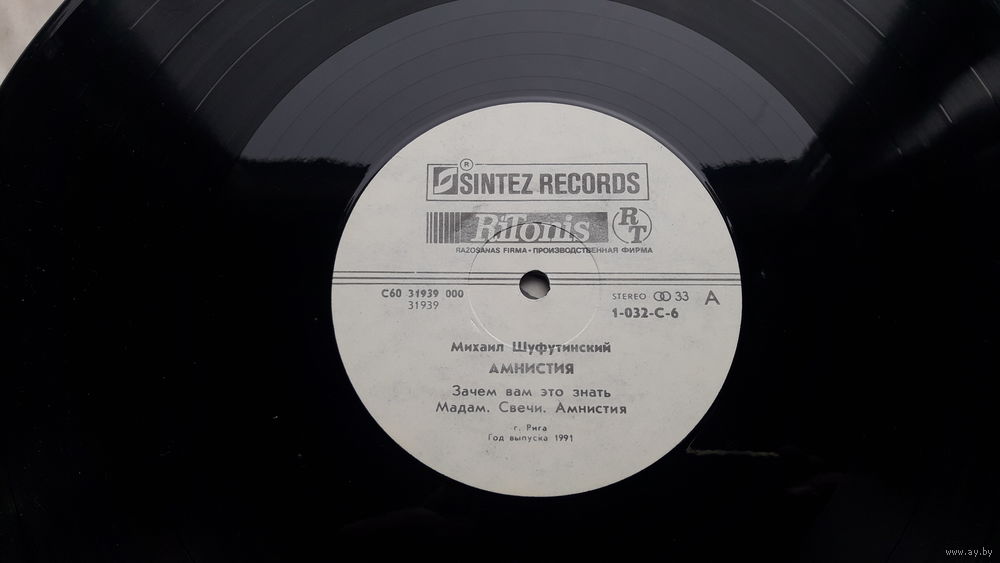 ®
SINTEZ RECORDS
RiTonis RT
RAŽOŠANAS FIRMA • ПРОИЗВОДСТВЕННАЯ ФИРМА
С60 31939 000
31939
STEREO 33 A
1-032-С-6
Михаил Шуфутинский
АМНИСТИЯ
Зачем вам это знать
Мадам. Свечи. Амнистия
г. Рига
Год выпуска 1991
www.ay.by